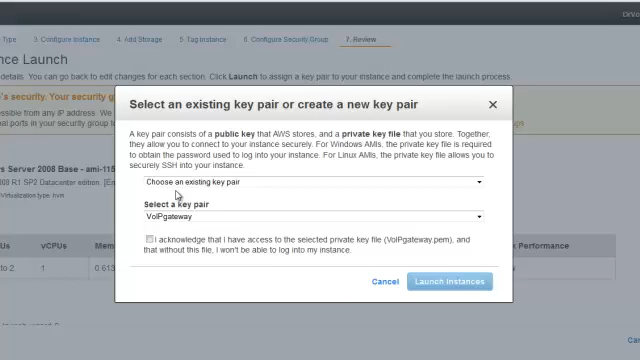 DrVo
Type 3. Configure Instance 4. Add Storage 5. Tag Instance 6. Configure Security Group 7. Review
nce Launch
details. You can go back to edit changes for each section. Click Launch to assign a key pair to your instance and complete the launch process
's security. Your security g
essible from any IP address. We
al ports in your security group to
Select an existing key pair or create a new key pair
A key pair consists of a public key that AWS stores, and a private key file that you store. Together,
they allow you to connect to your instance securely. For Windows AMIs, the private key file is required
to obtain the password used to log into your instance. For Linux AMIs, the private key file allows you to
securely SSH into your instance.
Choose an existing key pair
Select a key pair
VoIPgateway
I acknowledge that I have access to the selected private key file (VoIPgateway.pem), and
that without this file, I won't be able to log into my instance.
Cancel Launch Instances
s Server 2008 Base - ami-115
008 R1 SP2 Datacenter edition. [En
Virtualization type: hvm
Us vCPUs Mem k Performance
to 2 1 0.613
Can